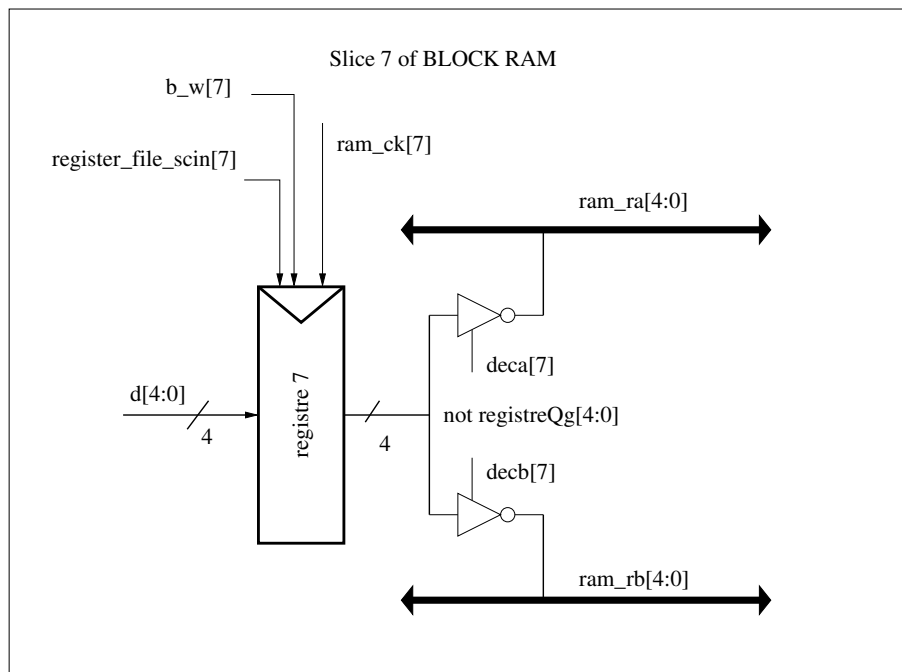 Slice 7 of BLOCK RAM
b_w[7]
ram_ck[7]
register_file_scin[7]
ram_ra[4:0]
deca[7]
registre 7
d[4:0]
4
4
not registreQg[4:0]
decb[7]
ram_rb[4:0]